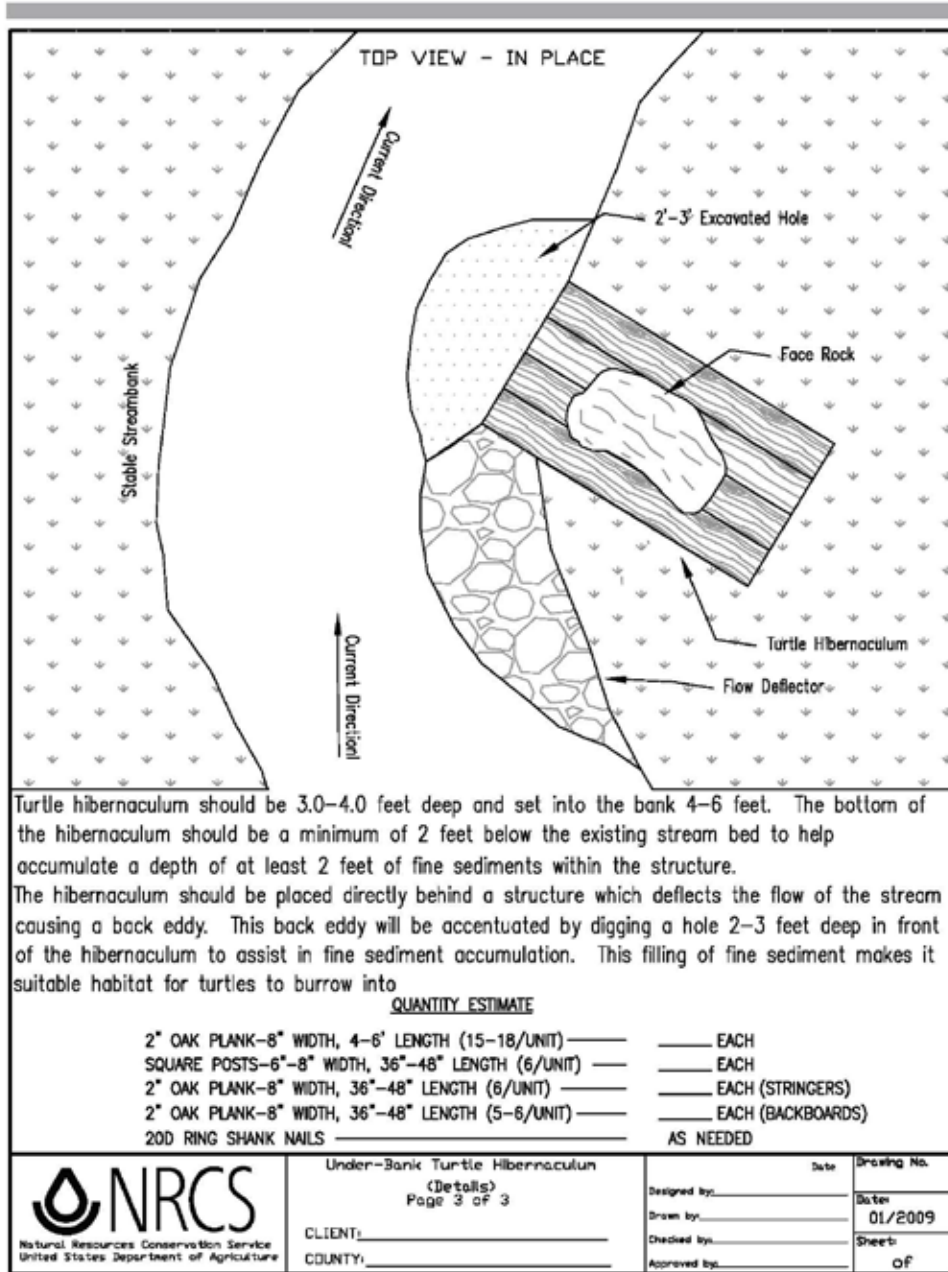 TOP VIEW - IN PLACE
Current Direction!
2'-3' Excavated Hole
Face Rock
Stable Streambank
Turtle Hibernaculum
Flow Deflector
Current Direction!
Turtle hibernaculum should be 3.0-4.0 feet deep and set into the bank 4-6 feet. The bottom of
the hibernaculum should be a minimum of 2 feet below the existing stream bed to help
accumulate a depth of at least 2 feet of fine sediments within the structure.
The hibernaculum should be placed directly behind a structure which deflects the flow of the stream
causing a back eddy. This back eddy will be accentuated by digging a hole 2-3 feet deep in front
of the hibernaculum to assist in fine sediment accumulation. This filling of fine sediment makes it
suitable habitat for turtles to burrow into
QUANTITY ESTIMATE
2" OAK PLANK-8" WIDTH, 4-6' LENGTH (15-18/UNIT) EACH
SQUARE POSTS-6"-8" WIDTH, 36"-48" LENGTH (6/UNIT) EACH
2" OAK PLANK-8" WIDTH, 36"-48" LENGTH (6/UNIT) EACH (STRINGERS)
2" OAK PLANK-8" WIDTH, 36"-48" LENGTH (5-6/UNIT) EACH (BACKBOARDS)
20D RING SHANK NAILS AS NEEDED
NRCS
Natural Resources Conservation Service
United States Department of Agriculture
Under-Bank Turtle Hibernaculum
(Details)
Page 3 of 3
CLIENT:
COUNTY:
Date
Designed by:
Drawn by:
Checked by:
Approved by:
Drawing No.
Date:
01/2009
Sheet:
of